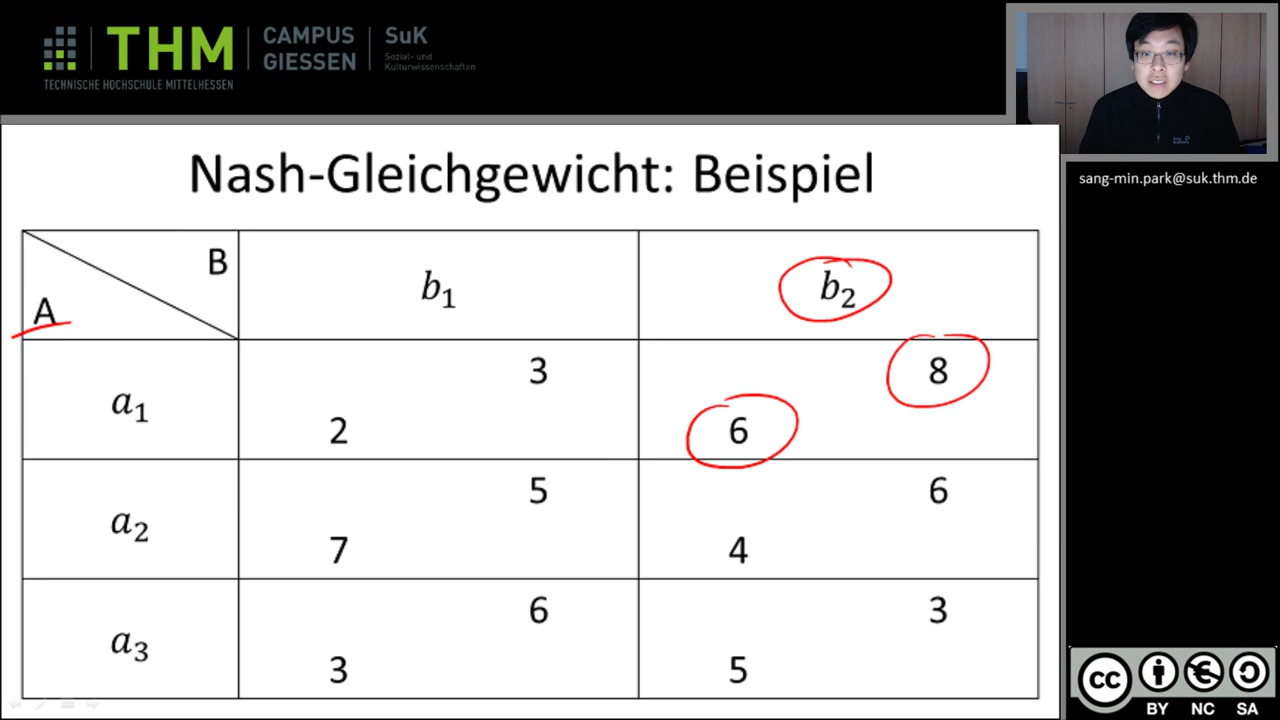 THM
CAMPUS
GIESSEN
SuK
Sozial- und
Kulturwissenschaften
TECHNISCHE HOCHSCHULE MITTELHESSEN
sang-min.park@suk.thm.de
Nash-Gleichgewicht: Beispiel
B
A
b₁
b₂
a₁
3
2
8
6
a₂
5
7
6
4
a₃
6
3
3
5
cc
BY NC SA